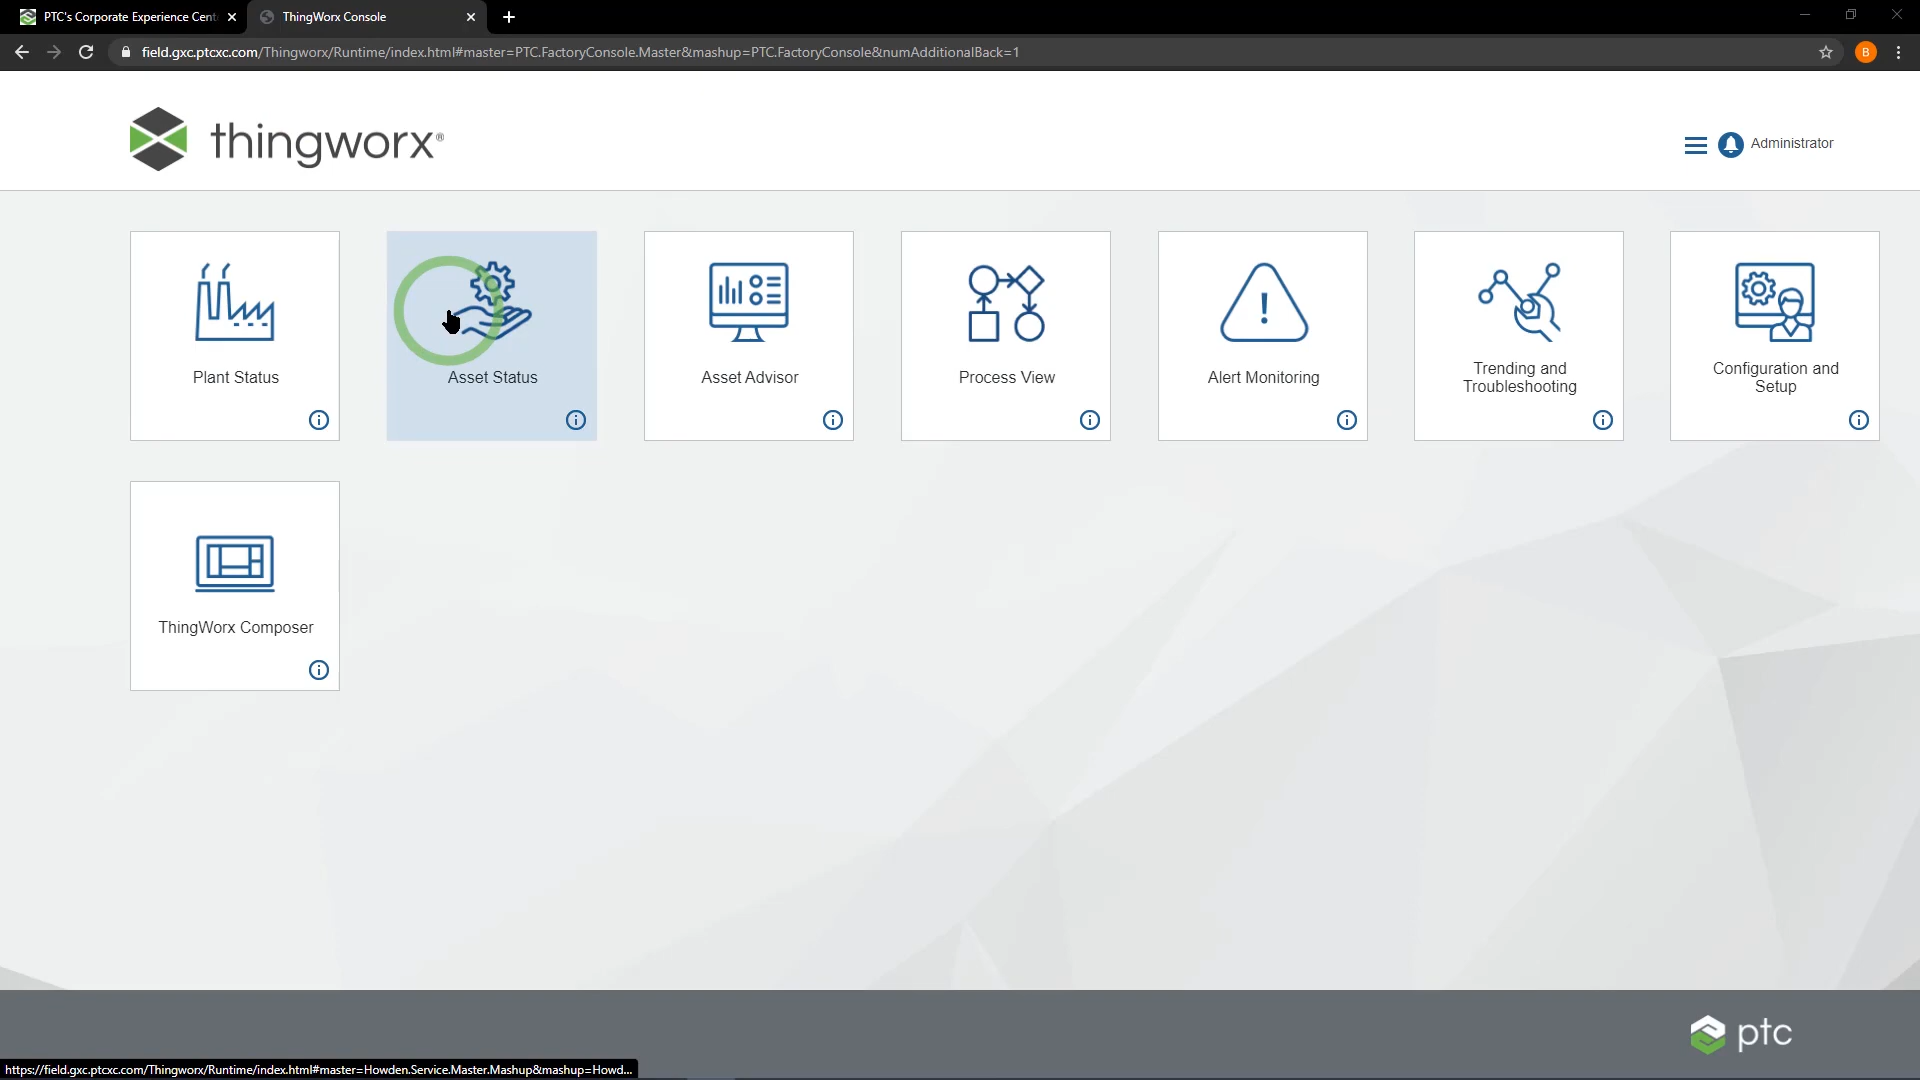 PTC's Corporate Experience Cent
ThingWorx Console
field.gxc.ptcxc.com/Thingworx/Runtime/index.html#master=PTC.FactoryConsole.Master&mashup=PTC.FactoryConsole&numAdditionalBack=1
B
thingworx®
Administrator
Plant Status
Asset Status
Asset Advisor
Process View
Alert Monitoring
Trending and
Troubleshooting
Configuration and
Setup
ThingWorx Composer
ptc
https://field.gxc.ptcxc.com/Thingworx/Runtime/index.html#master=Howden.Service.Master.Mashup&mashup=Howd...